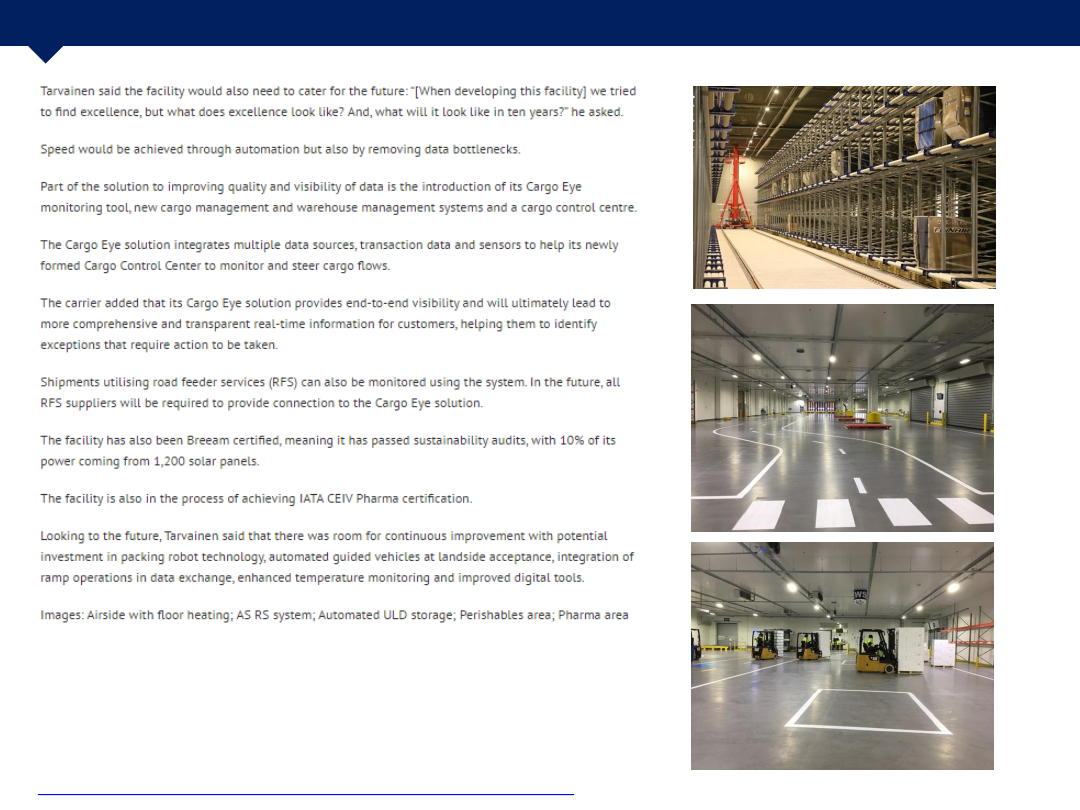 Tarvainen said the facility would also need to cater for the future: “[When developing this facility] we tried
to find excellence, but what does excellence look like? And, what will it look like in ten years?” he asked.
Speed would be achieved through automation but also by removing data bottlenecks.
Part of the solution to improving quality and visibility of data is the introduction of its Cargo Eye
monitoring tool, new cargo management and warehouse management systems and a cargo control centre.
The Cargo Eye solution integrates multiple data sources, transaction data and sensors to help its newly
formed Cargo Control Center to monitor and steer cargo flows.
The carrier added that its Cargo Eye solution provides end-to-end visibility and will ultimately lead to
more comprehensive and transparent real-time information for customers, helping them to identify
exceptions that require action to be taken.
Shipments utilising road feeder services (RFS) can also be monitored using the system. In the future, all
RFS suppliers will be required to provide connection to the Cargo Eye solution.
The facility has also been Breeam certified, meaning it has passed sustainability audits, with 10% of its
power coming from 1,200 solar panels.
The facility is also in the process of achieving IATA CEIV Pharma certification.
Looking to the future, Tarvainen said that there was room for continuous improvement with potential
investment in packing robot technology, automated guided vehicles at landside acceptance, integration of
ramp operations in data exchange, enhanced temperature monitoring and improved digital tools.
Images: Airside with floor heating; AS RS system; Automated ULD storage; Perishables area; Pharma area
WS